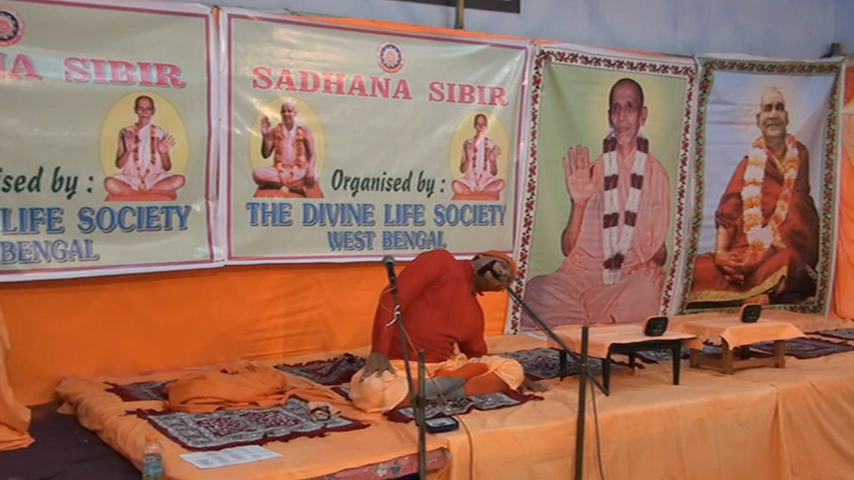 SIBIR
ised by :
LIFE SOCIETY
BENGAL
SADHANA SIBIR
Organised by :
THE DIVINE LIFE SOCIETY
WEST BENGAL